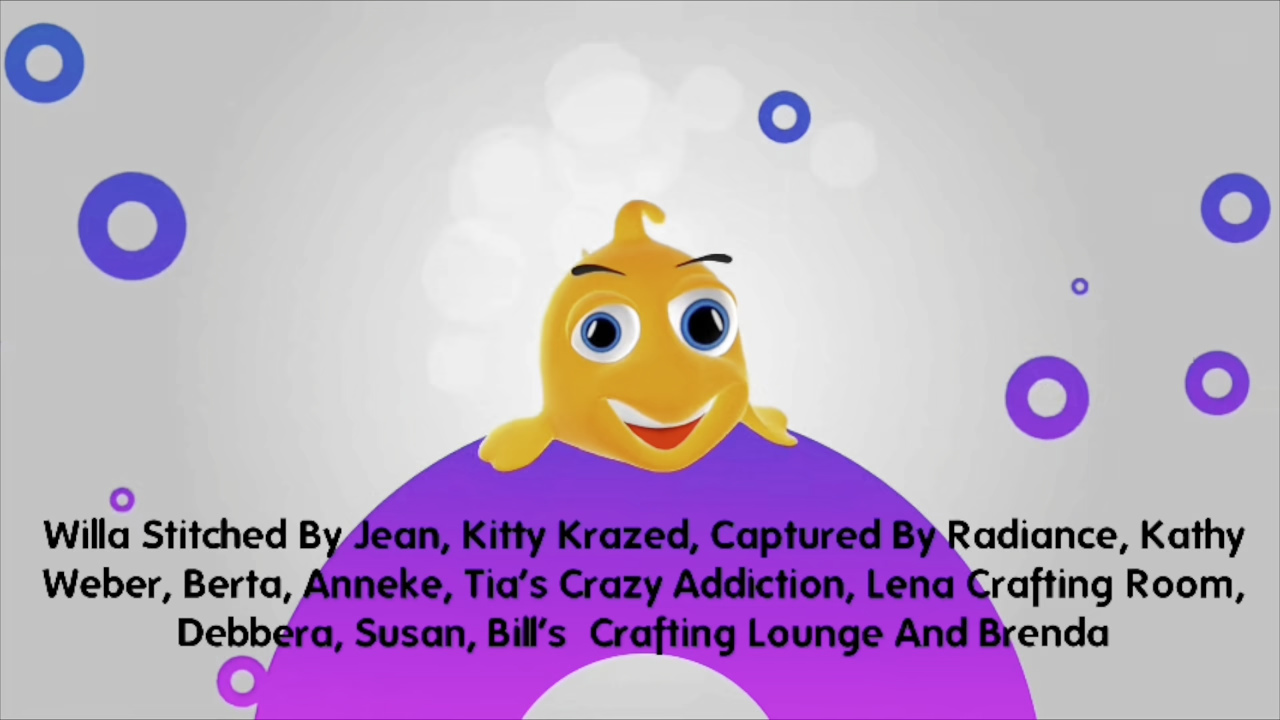 Willa Stitched By Jean, Kitty Krazed, Captured By Radiance, Kathy
Weber, Berta, Anneke, Tia's Crazy Addiction, Lena Crafting Room,
Debbera, Susan, Bill's  Crafting Lounge And Brenda